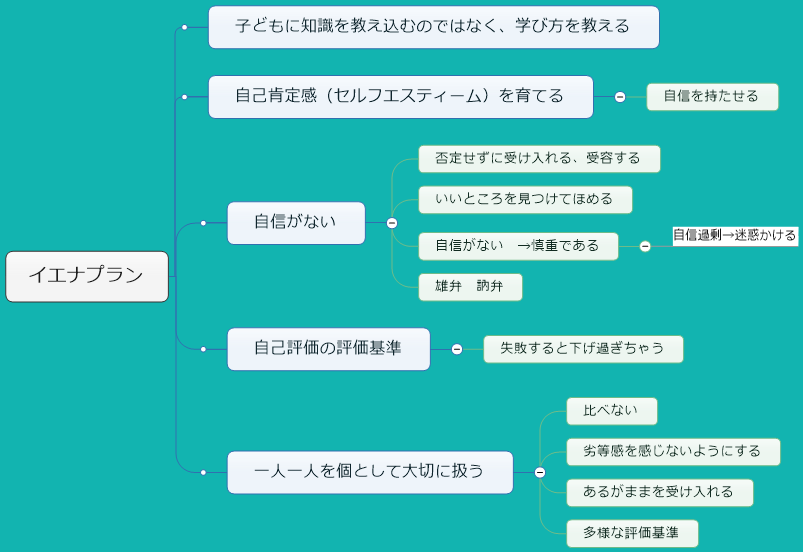 子どもに知識を教え込むのではなく、学び方を教える
自己肯定感（セルフエスティーム）を育てる
自信を持たせる
否定せずに受け入れる、受容する
いいところを見つけてほめる
自信がない
自信がない　→慎重である
自信過剰→迷惑かける
雄弁　訥弁
イエナプラン
自己評価の評価基準
失敗すると下げ過ぎちゃう
比べない
劣等感を感じないようにする
一人一人を個として大切に扱う
あるがままを受け入れる
多様な評価基準